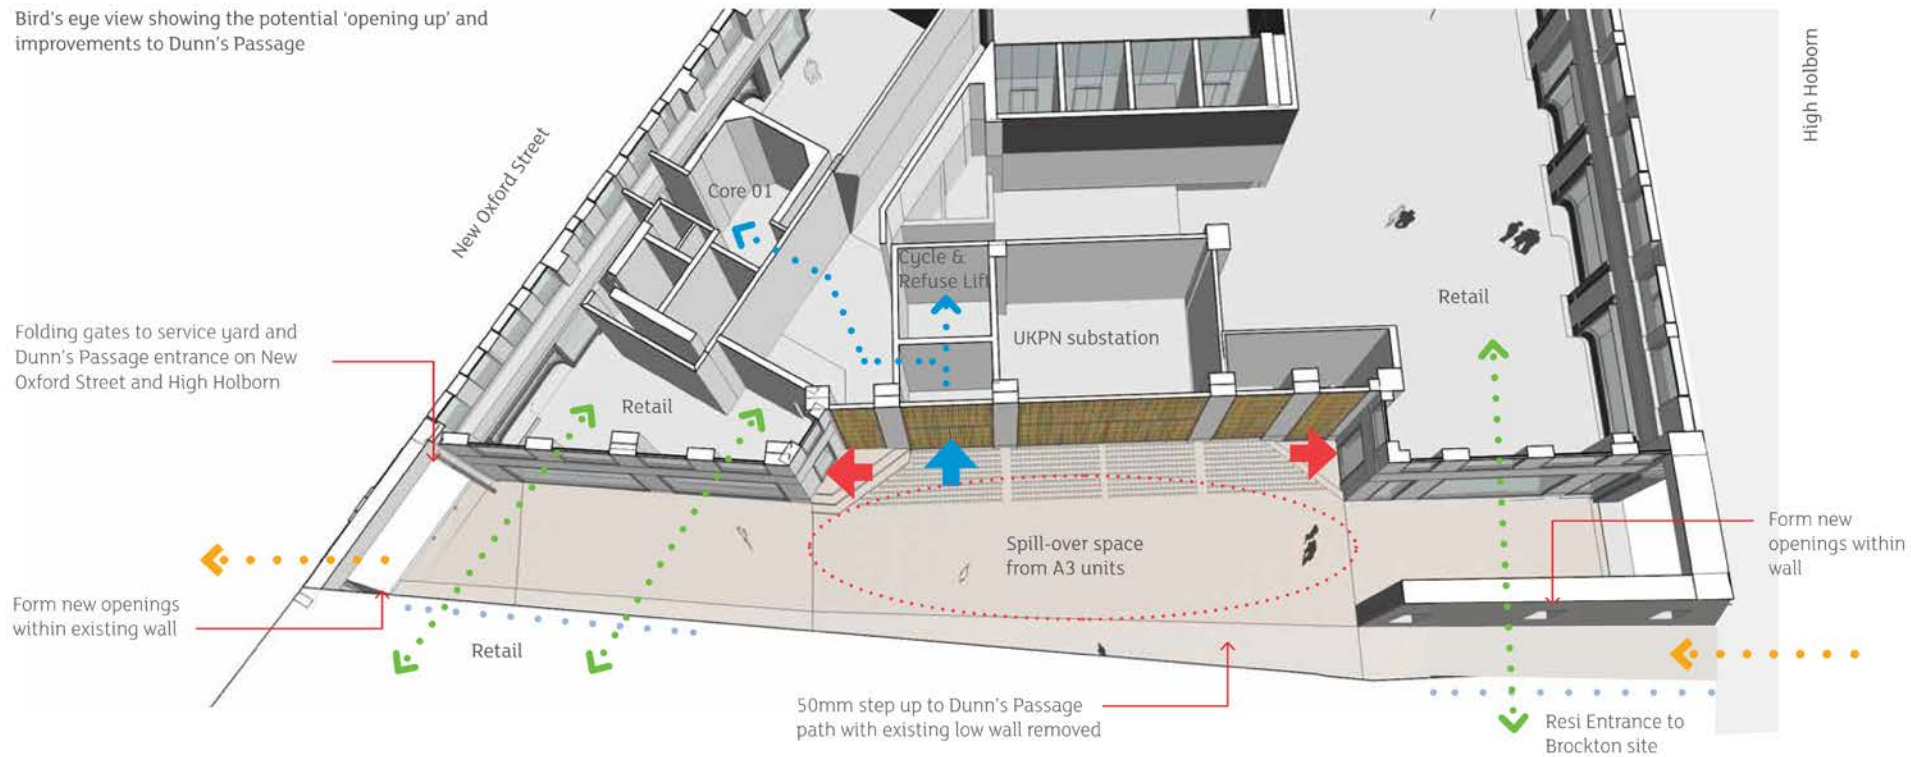 Bird's eye view showing the potential 'opening up' and
improvements to Dunn's Passage
High Holborn
New Oxford Street
Core 01
Cycle &
Refuse Lift
Retail
Folding gates to service yard and
Dunn's Passage entrance on New
Oxford Street and High Holborn
UKPN substation
Retail
Spill-over space
from A3 units
Form new
openings within
wall
Form new openings
within existing wall
Retail
50mm step up to Dunn's Passage
path with existing low wall removed
Resi Entrance to
Brockton site